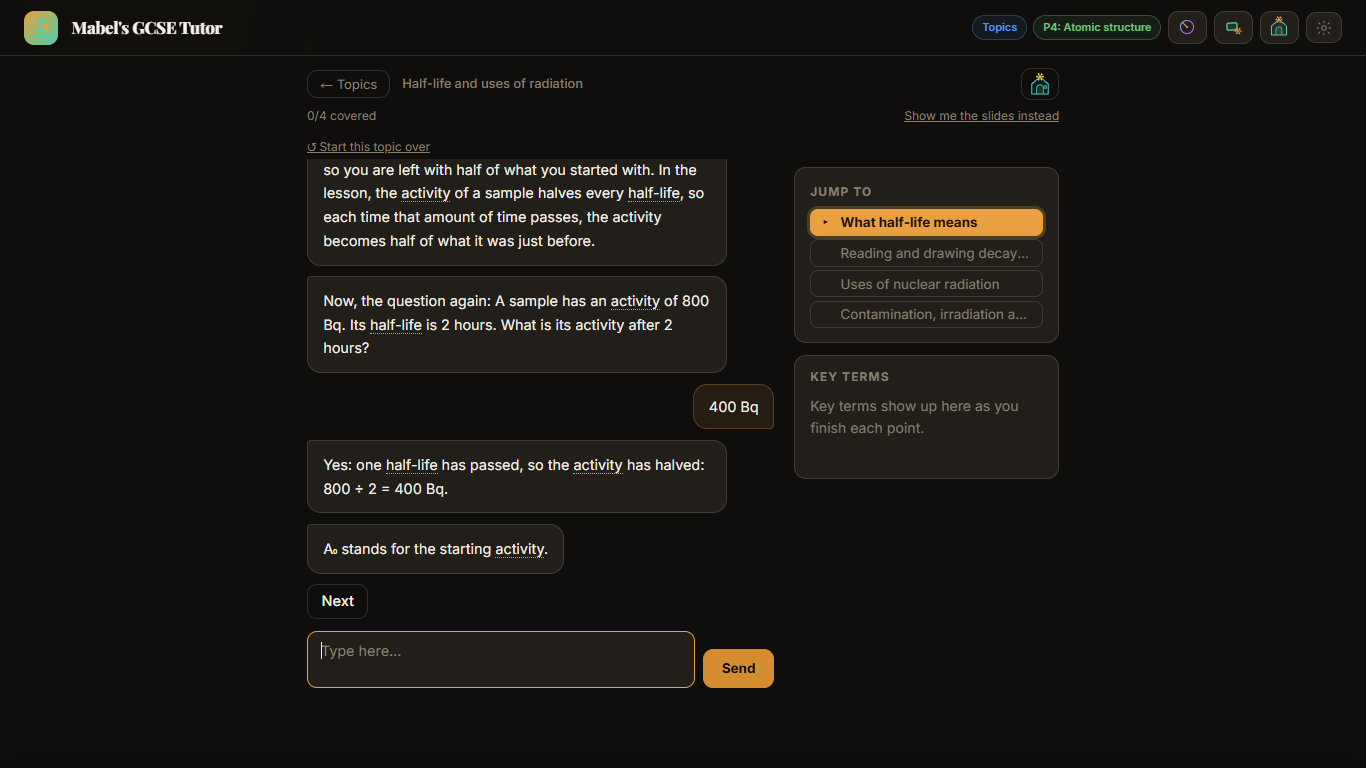 Mabel's GCSE Tutor
Topics
P4: Atomic structure
← Topics
Half-life and uses of radiation
0/4 covered
Show me the slides instead
↺ Start this topic over
so you are left with half of what you started with. In the
lesson, the activity of a sample halves every half-life, so
each time that amount of time passes, the activity
becomes half of what it was just before.
Now, the question again: A sample has an activity of 800
Bq. Its half-life is 2 hours. What is its activity after 2
hours?
400 Bq
Yes: one half-life has passed, so the activity has halved:
800 ÷ 2 = 400 Bq.
A₀ stands for the starting activity.
Next
Type here...
Send
JUMP TO
▸ What half-life means
Reading and drawing decay...
Uses of nuclear radiation
Contamination, irradiation a...
KEY TERMS
Key terms show up here as you
finish each point.